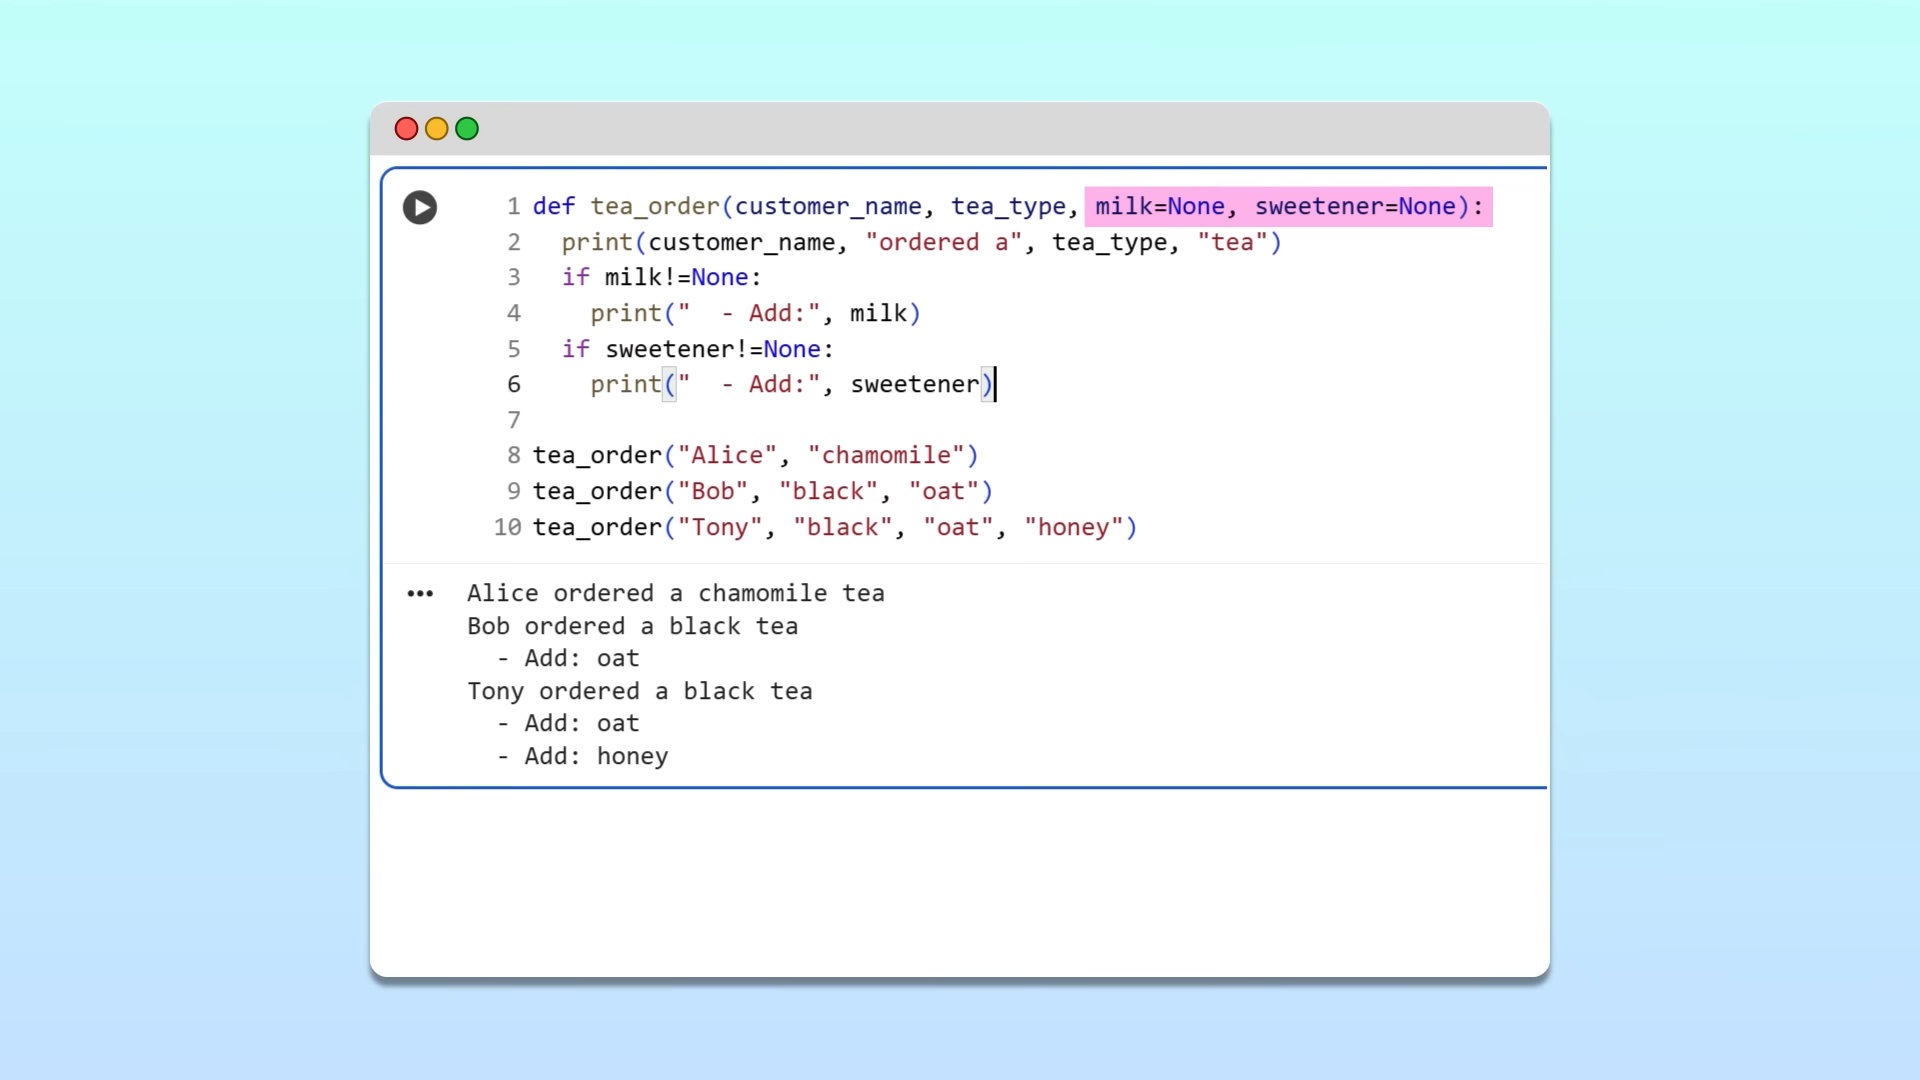 1 def tea_order(customer_name, tea_type, milk=None, sweetener=None):
2   print(customer_name, "ordered a", tea_type, "tea")
3   if milk!=None:
4     print("  - Add:", milk)
5   if sweetener!=None:
6     print("  - Add:", sweetener)
7
8 tea_order("Alice", "chamomile")
9 tea_order("Bob", "black", "oat")
10 tea_order("Tony", "black", "oat", "honey")
Alice ordered a chamomile tea
Bob ordered a black tea
  - Add: oat
Tony ordered a black tea
  - Add: oat
  - Add: honey